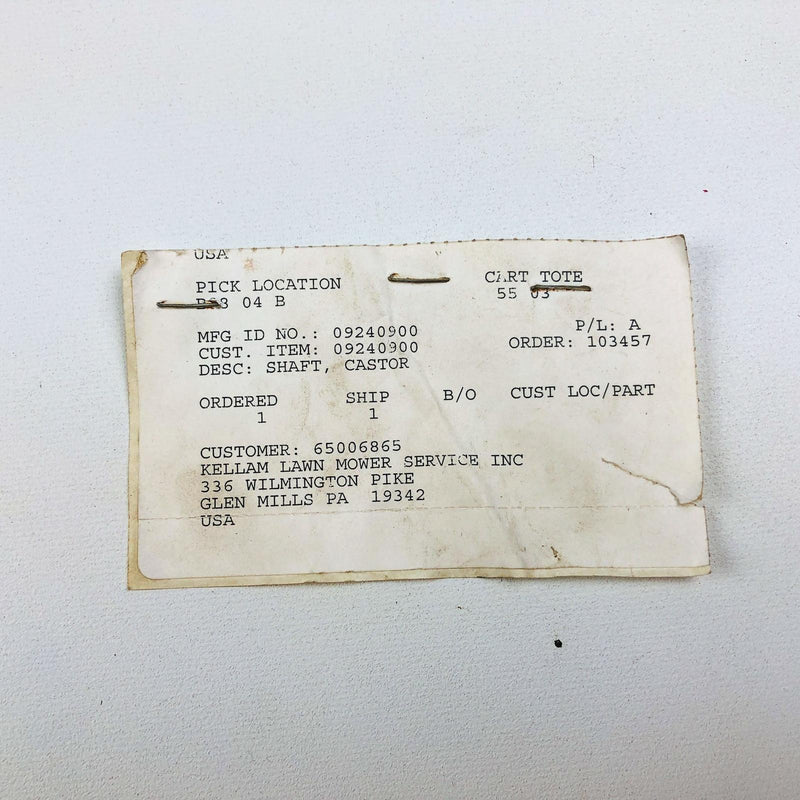 USA
PICK LOCATION CART TOTE
04 B 55 03
P/L: A
MFG ID NO.: 09240900
ORDER: 103457
CUST. ITEM: 09240900
DESC: SHAFT, CASTOR
ORDERED SHIP B/O CUST LOC/PART
1 1
CUSTOMER: 65006865
KELLAM LAWN MOWER SERVICE INC
336 WILMINGTON PIKE
GLEN MILLS PA 19342
USA